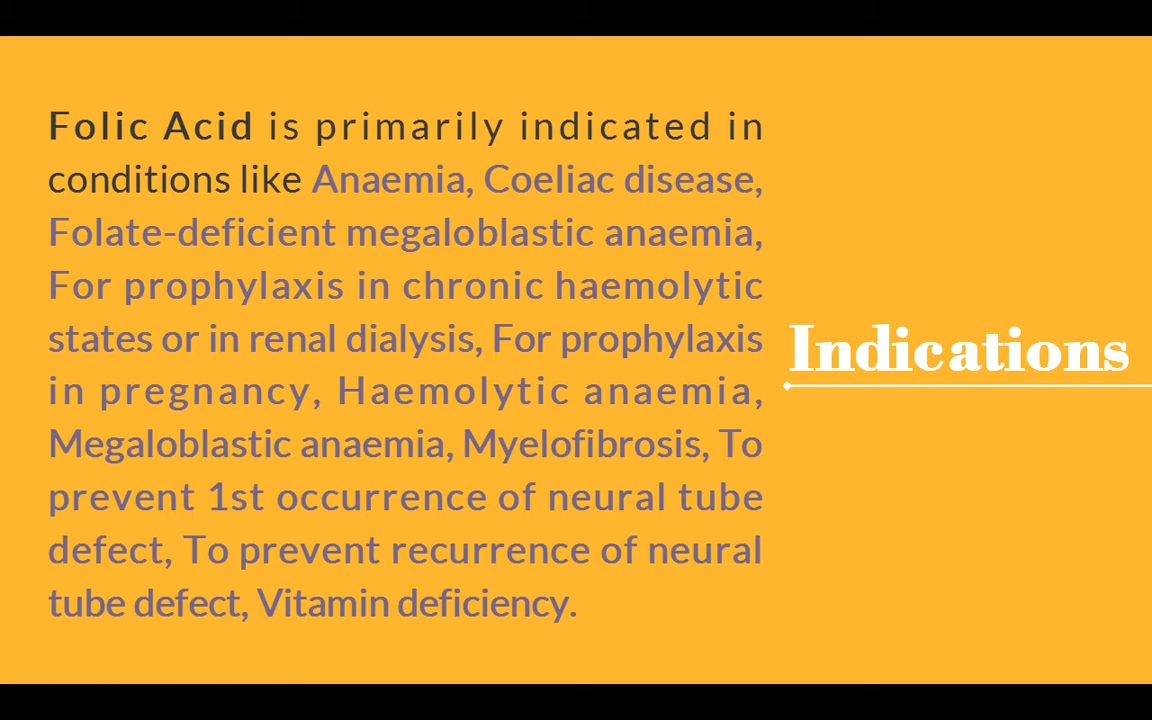 Folic Acid is primarily indicated in
conditions like Anaemia, Coeliac disease,
Folate-deficient megaloblastic anaemia,
For prophylaxis in chronic haemolytic
states or in renal dialysis, For prophylaxis
in pregnancy, Haemolytic anaemia,
Megaloblastic anaemia, Myelofibrosis, To
prevent 1st occurrence of neural tube
defect, To prevent recurrence of neural
tube defect, Vitamin deficiency.
Indications